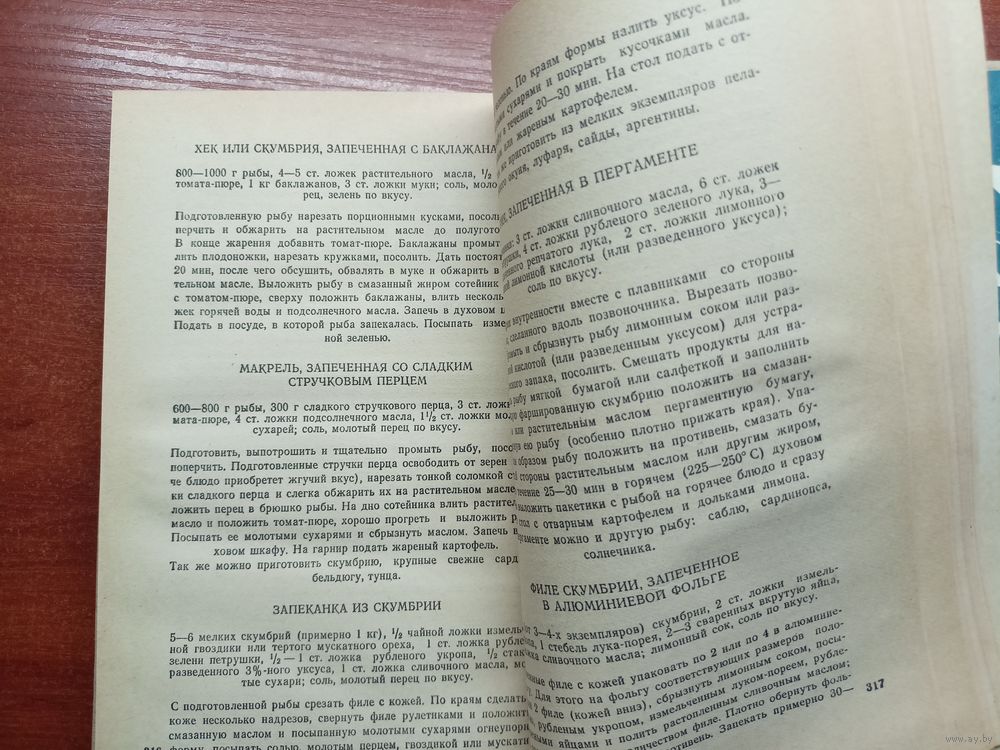 ХЕК ИЛИ СКУМБРИЯ, ЗАПЕЧЕННАЯ С БАКЛАЖАНА
800—1000 г рыбы, 4—5 ст. ложек растительного масла, ½
томата-пюре, 1 кг баклажанов, 3 ст. ложки муки; соль, моло
рец, зелень по вкусу.
Подготовленную рыбу нарезать порционными кусками, посоли
перчить и обжарить на растительном масле до полугото
В конце жарения добавить томат-пюре. Баклажаны промыт
лить плодоножки, нарезать кружками, посолить. Дать постоят
20 мин, после чего обсушить, обвалять в муке и обжарить в
тельном масле. Выложить рыбу в смазанный жиром сотейник
с томатом-пюре, сверху положить баклажаны, влить несколь
жек горячей воды и подсолнечного масла. Запечь в духовом ш
Подать в посуде, в которой рыба запекалась. Посыпать изме
ной зеленью.
МАКРЕЛЬ, ЗАПЕЧЕННАЯ СО СЛАДКИМ
СТРУЧКОВЫМ ПЕРЦЕМ
600—800 г рыбы, 300 г сладкого стручкового перца, 3 ст. ложк
мата-пюре, 4 ст. ложки подсолнечного масла, 1½ ст. ложки мол
сухарей; соль, молотый перец по вкусу.
Подготовить, выпотрошить и тщательно промыть рыбу, посо
поперчить. Подготовленные стручки перца освободить от зерен
че блюдо приобретет жгучий вкус), нарезать тонкой соломкой ст
ки сладкого перца и слегка обжарить их на растительном масле
ложить перец в брюшко рыбы. На дно сотейника влить растител
масло и положить томат-пюре, хорошо прогреть и выложить р
Посыпать ее молотыми сухарями и сбрызнуть маслом. Запечь в
ховом шкафу. На гарнир подать жареный картофель.
Так же можно приготовить скумбрию, крупные свежие сард
бельдюгу, тунца.
ЗАПЕКАНКА ИЗ СКУМБРИИ
5—6 мелких скумбрий (примерно 1 кг), ½ чайной ложки измель
ной гвоздики или тертого мускатного ореха, 1 ст. ложка рубле
зелени петрушки, ½—1 ст. ложка рубленого укропа, ½ стак
разведенного 3%-ного уксуса, 1 ст. ложка сливочного масла, мо
тые сухари; соль, молотый перец по вкусу.
С подготовленной рыбы срезать филе с кожей. По краям сделать
коже несколько надрезов, свернуть филе рулетиками и положит
смазанную маслом и посыпанную молотыми сухарями огнеупорн
форму, посыпать солью, молотым перцем, гвоздикой или мускатн
316
По краям формы налить уксус. По
сухарями и покрыть кусочками масла.
в течение 20—30 мин. На стол подать с от-
или жареным картофелем.
же приготовить из мелких экземпляров пела-
окуня, луфаря, сайды, аргентины.
ЗАПЕЧЕННАЯ В ПЕРГАМЕНТЕ
3 ст. ложки сливочного масла, 6 ст. ложек
4 ст. ложки рубленого зеленого лука, 3—
репчатого лука, 2 ст. ложки лимонного
лимонной кислоты (или разведенного уксуса);
соль по вкусу.
внутренности вместе с плавниками со стороны
сделанного вдоль позвоночника. Вырезать позво-
и сбрызнуть рыбу лимонным соком или раз-
кислотой (или разведенным уксусом) для устра-
запаха, посолить. Смешать продукты для на-
рыбу мягкой бумагой или салфеткой и заполнить
фаршированную скумбрию положить на смазан-
или растительным маслом пергаментную бумагу,
ею рыбу (особенно плотно прижать края). Упа-
образом рыбу положить на противень, смазать бу-
стороны растительным маслом или другим жиром,
течение 25—30 мин в горячем (225—250°С) духовом
выложить пакетики с рыбой на горячее блюдо и сразу
стол с отварным картофелем и дольками лимона.
можно и другую рыбу: саблю, сардинопса,
солнечника.
ФИЛЕ СКУМБРИИ, ЗАПЕЧЕННОЕ
В АЛЮМИНИЕВОЙ ФОЛЬГЕ
3—4-х экземпляров) скумбрии, 2 ст. ложки измель-
1 стебель лука-порея, 2—3 сваренных вкрутую яйца,
сливочного масла; лимонный сок, соль по вкусу.
филе с кожей упаковать по 2 или по 4 в алюминие-
Для этого на фольгу соответствующих размеров поло-
2 филе (кожей вниз), сбрызнуть лимонным соком, посы-
рубленым укропом, измельченным луком-пореем, рубле-
яйцами и полить растопленным сливочным маслом;
количеством филе. Плотно обернуть фоль-
противень. Запекать примерно 30—
317
www.ay.by